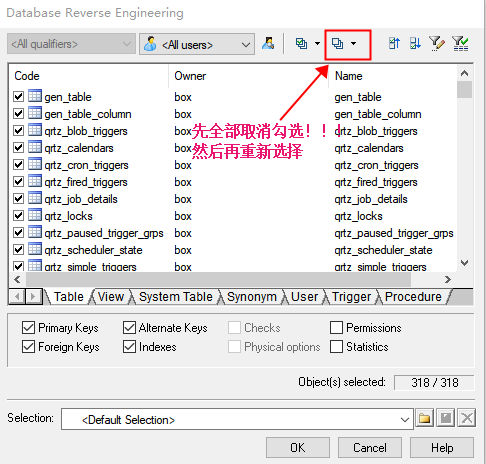 Database Reverse Engineering
<All qualifiers>
<All users>
Code Owner Name
gen_table box gen_table
gen_table_column box gen_table_column
qrtz_blob_triggers box qrtz_blob_triggers
qrtz_calendars box qrtz_calendars
qrtz_cron_triggers box qrtz_cron_triggers
qrtz_fired_triggers box qrtz_fired_triggers
qrtz_job_details box qrtz_job_details
qrtz_locks box qrtz_locks
qrtz_paused_trigger_grps box qrtz_paused_trigger_grps
qrtz_scheduler_state box qrtz_scheduler_state
qrtz_simple_triggers box qrtz_simple_triggers
先全部取消勾选！！
然后再重新选择
Table View System Table Synonym User Trigger Procedure
Primary Keys Alternate Keys Checks Permissions
Foreign Keys Indexes Physical options Statistics
Object(s) selected: 318 / 318
Selection: <Default Selection>
OK Cancel Help